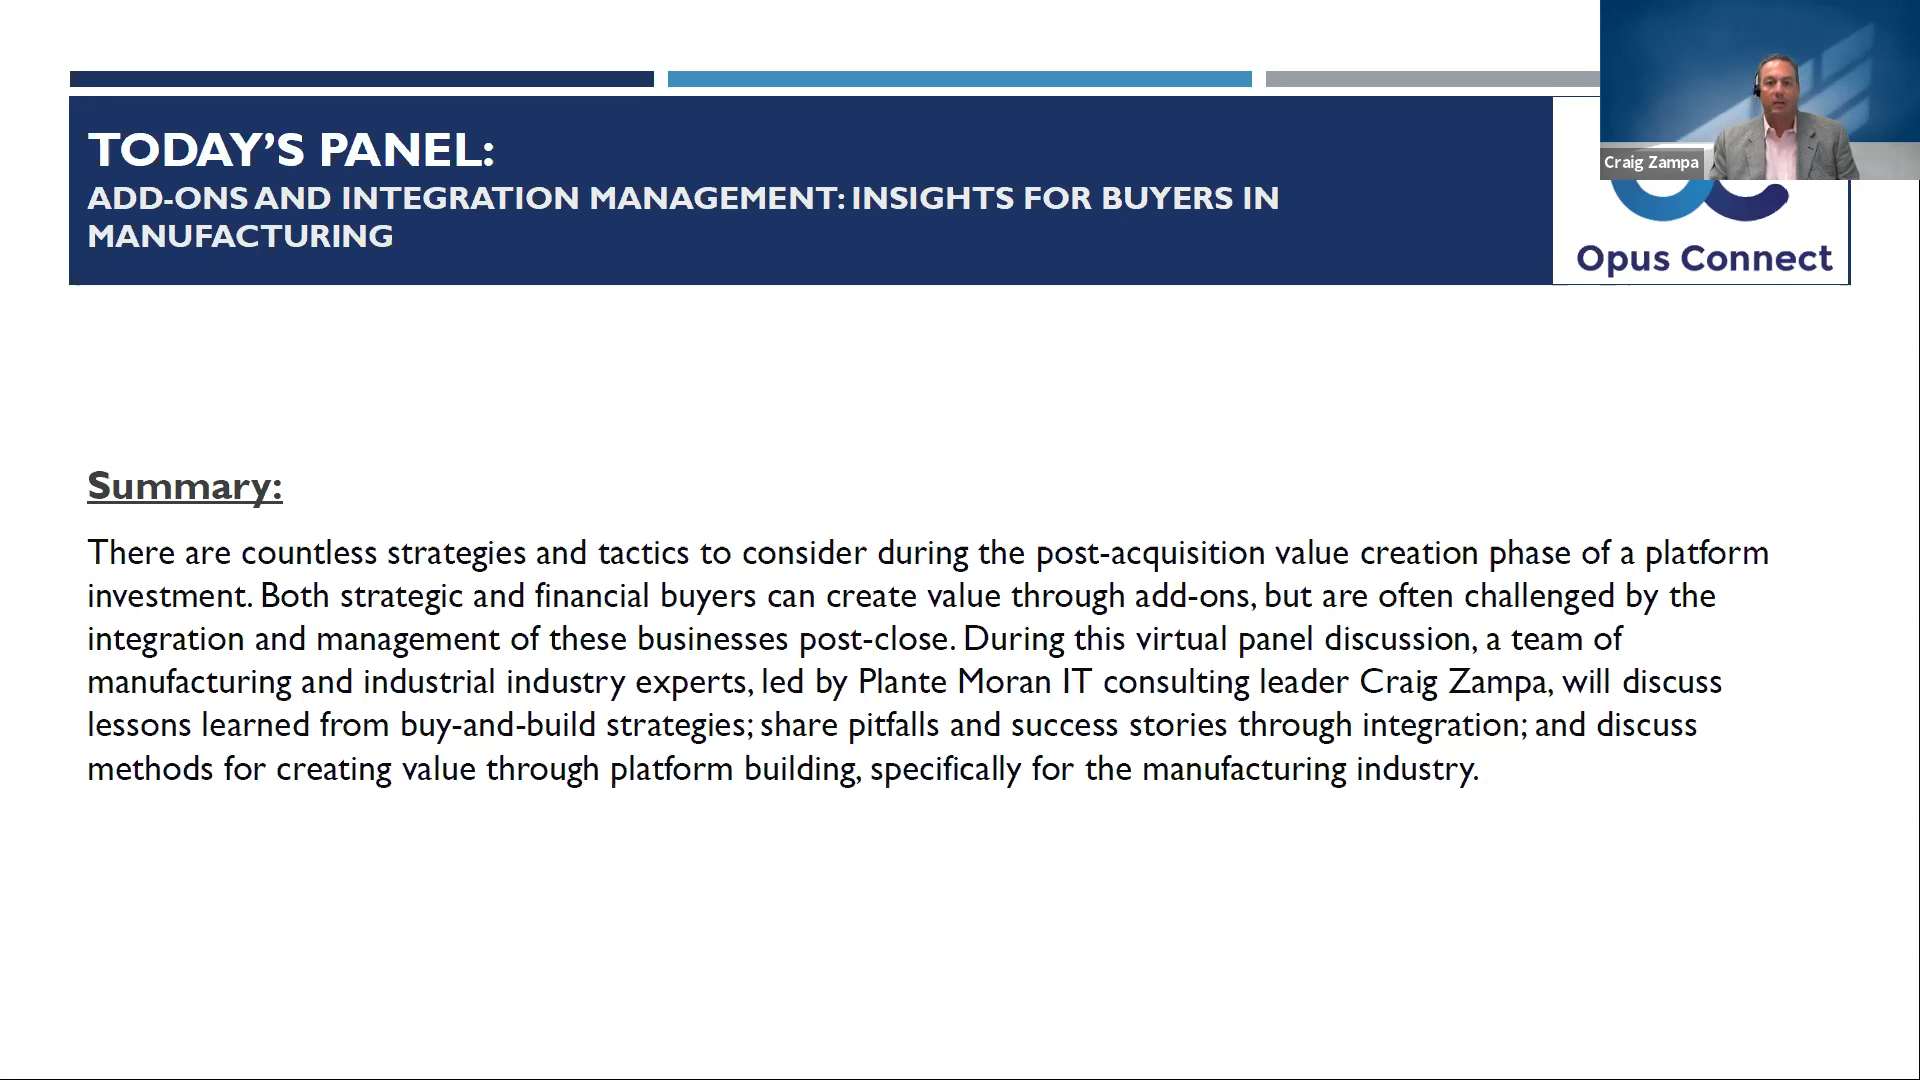 TODAY’S PANEL:
ADD-ONS AND INTEGRATION MANAGEMENT: INSIGHTS FOR BUYERS IN
MANUFACTURING
Craig Zampa
Opus Connect
Summary:
There are countless strategies and tactics to consider during the post-acquisition value creation phase of a platform
investment. Both strategic and financial buyers can create value through add-ons, but are often challenged by the
integration and management of these businesses post-close. During this virtual panel discussion, a team of
manufacturing and industrial industry experts, led by Plante Moran IT consulting leader Craig Zampa, will discuss
lessons learned from buy-and-build strategies; share pitfalls and success stories through integration; and discuss
methods for creating value through platform building, specifically for the manufacturing industry.